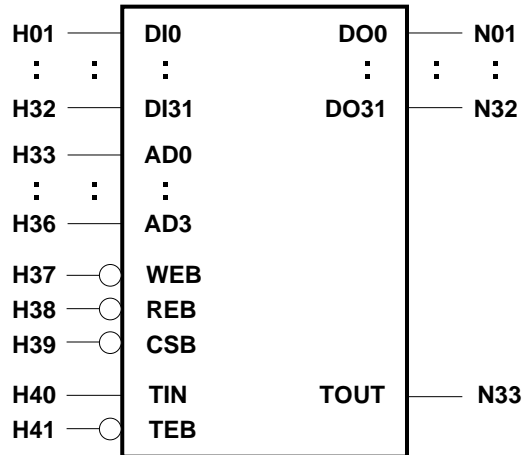 H01 DI0 DO0 N01
: : : : : :
H32 DI31 DO31 N32
H33 AD0
: : :
H36 AD3
H37 WEB
H38 REB
H39 CSB
H40 TIN TOUT N33
H41 TEB